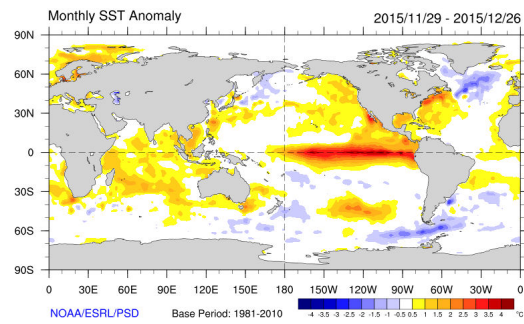 Monthly SST Anomaly
2015/11/29 - 2015/12/26
90N
60N
30N
0
30S
60S
90S
0 30E 60E 90E 120E 150E 180 150W 120W 90W 60W 30W 0
NOAA/ESRL/PSD
Base Period: 1981-2010
-4 -3.5 -3 -2.5 -2 -1.5 -1 -0.5 0.5 1 1.5 2 2.5 3 3.5 4 °C